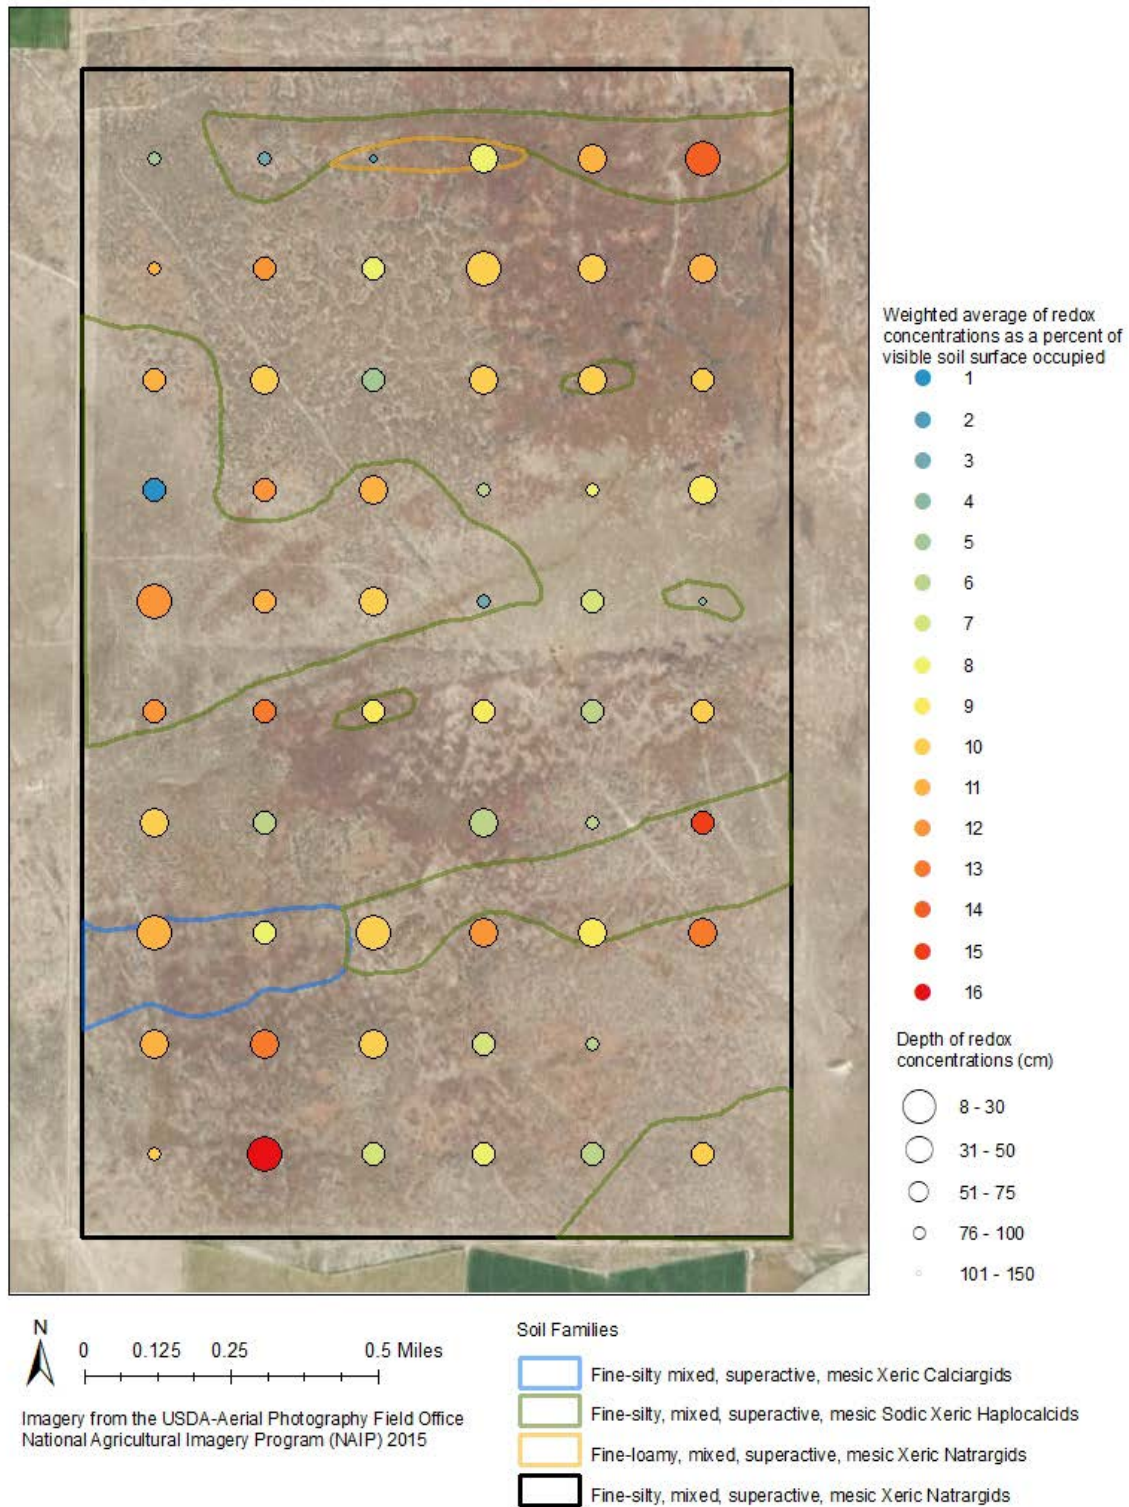 Weighted average of redox
concentrations as a percent of
visible soil surface occupied
1
2
3
4
5
6
7
8
9
10
11
12
13
14
15
16
Depth of redox
concentrations (cm)
8 - 30
31 - 50
51 - 75
76 - 100
101 - 150
N
0 0.125 0.25 0.5 Miles
Imagery from the USDA-Aerial Photography Field Office
National Agricultural Imagery Program (NAIP) 2015
Soil Families
Fine-silty mixed, superactive, mesic Xeric Calciargids
Fine-silty, mixed, superactive, mesic Sodic Xeric Haplocalcids
Fine-loamy, mixed, superactive, mesic Xeric Natrargids
Fine-silty, mixed, superactive, mesic Xeric Natrargids